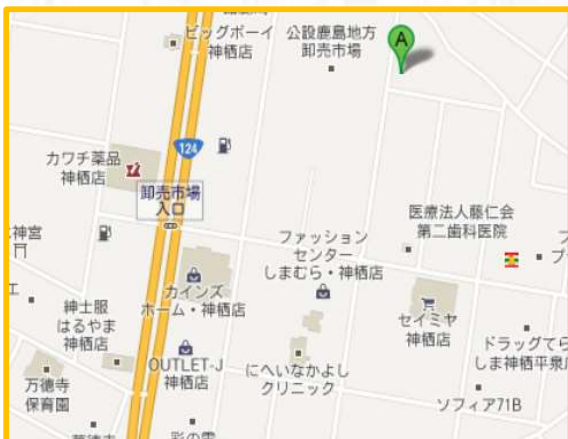 ビッグボーイ
神栖店
公設鹿島地方
卸売市場
A
124
カワチ薬品
神栖店
卸売市場
入口
医療法人藤仁会
第二歯科医院
神宮
ファッション
センター
しまむら・神栖店
カインズ
ホーム・神栖店
紳士服
はるやま
神栖店
セイミヤ
神栖店
ドラッグてら
しま神栖平泉
OUTLET-J
神栖店
にへいなかよし
クリニック
万徳寺
保育園
ソフィア71B